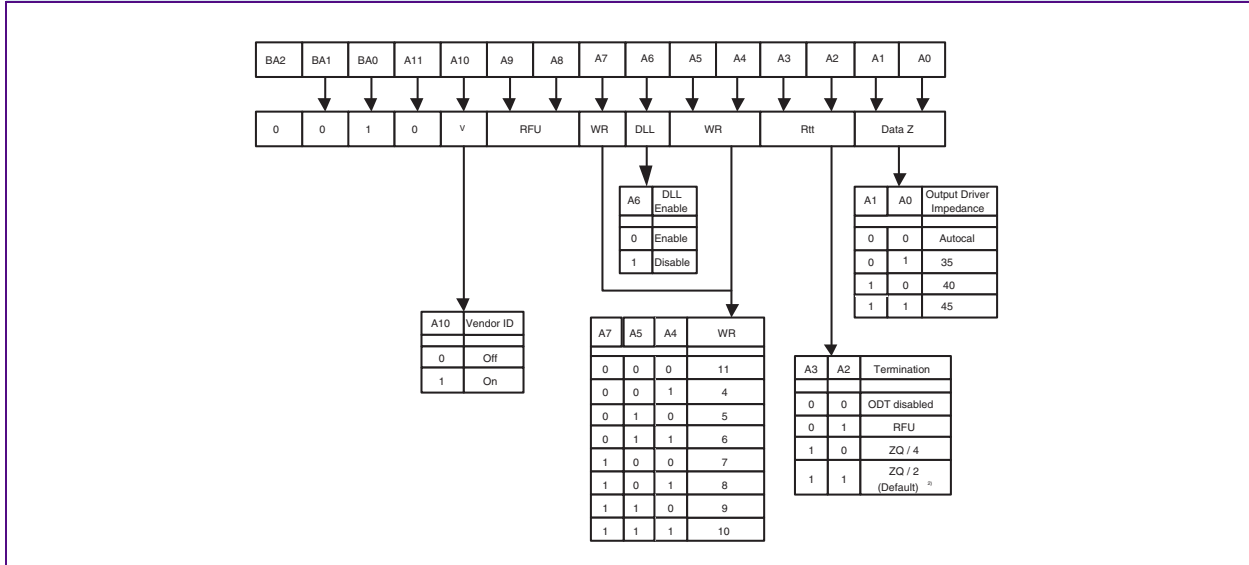 BA2 BA1 BA0 A11 A10 A9 A8 A7 A6 A5 A4 A3 A2 A1 A0
0 0 1 0 V RFU WR DLL WR Rtt Data Z
A6 DLL
Enable
0 Enable
1 Disable
A1 A0 Output Driver
Impedance
0 0 Autocal
0 1 35
1 0 40
1 1 45
A10 Vendor ID
0 Off
1 On
A7 A5 A4 WR
0 0 0 11
0 0 1 4
0 1 0 5
0 1 1 6
1 0 0 7
1 0 1 8
1 1 0 9
1 1 1 10
A3 A2 Termination
0 0 ODT disabled
0 1 RFU
1 0 ZQ / 4
1 1 ZQ / 2
(Default) 2)